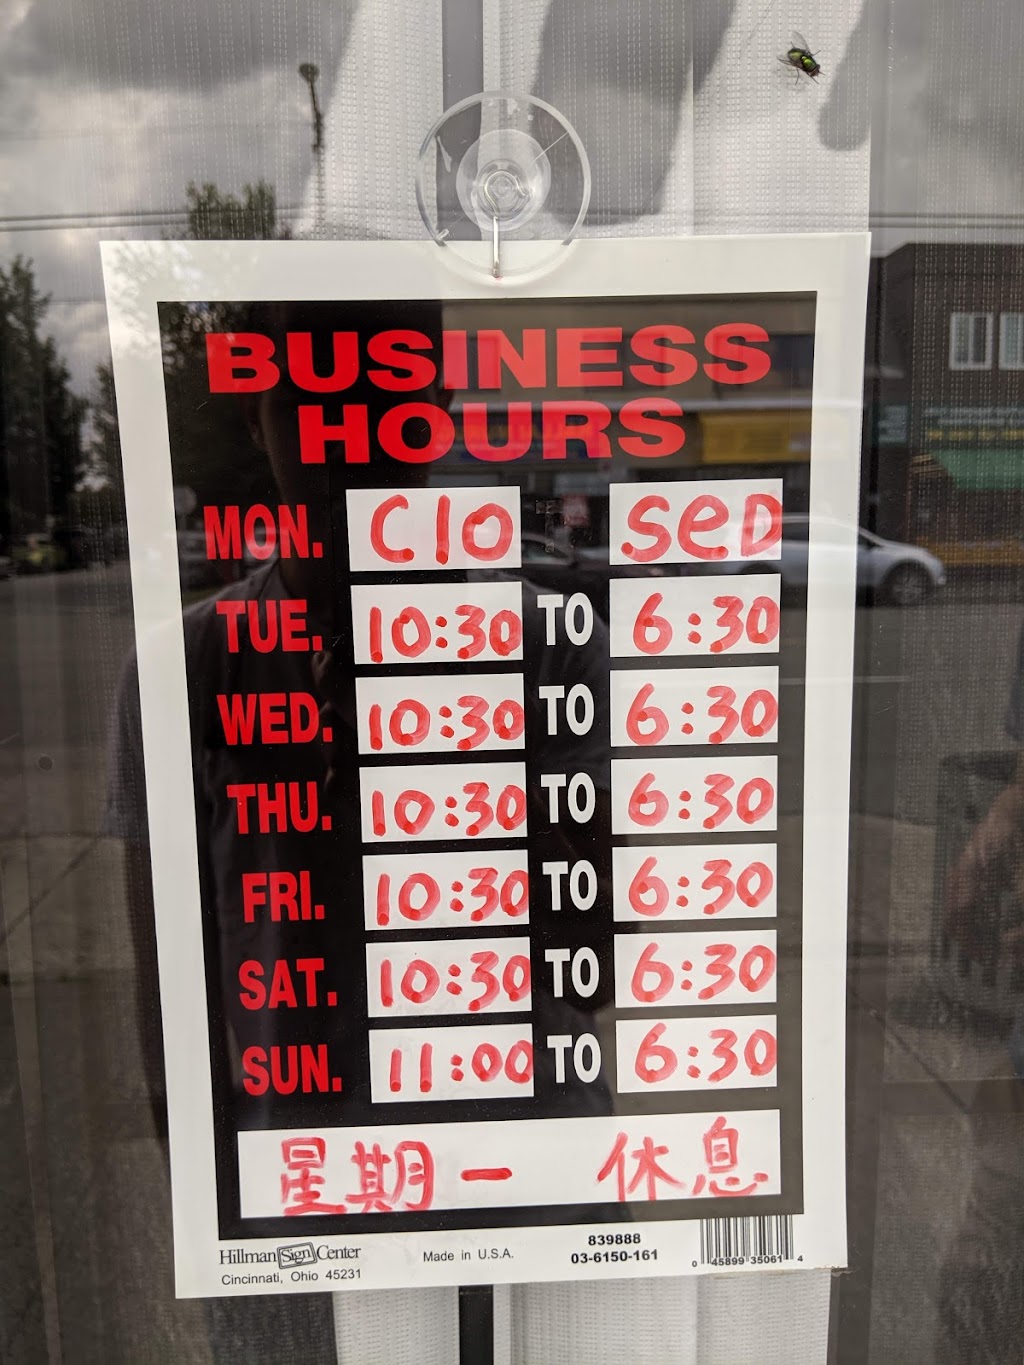 BUSINESS
HOURS
MON. Clo SeD
TUE. 10:30 TO 6:30
WED. 10:30 TO 6:30
THU. 10:30 TO 6:30
FRI. 10:30 TO 6:30
SAT. 10:30 TO 6:30
SUN. 11:00 TO 6:30
星期一 休息
Hillman Sign Center
Cincinnati, Ohio 45231
Made in U.S.A.
839888
03-6150-161
0 45899 35061 4